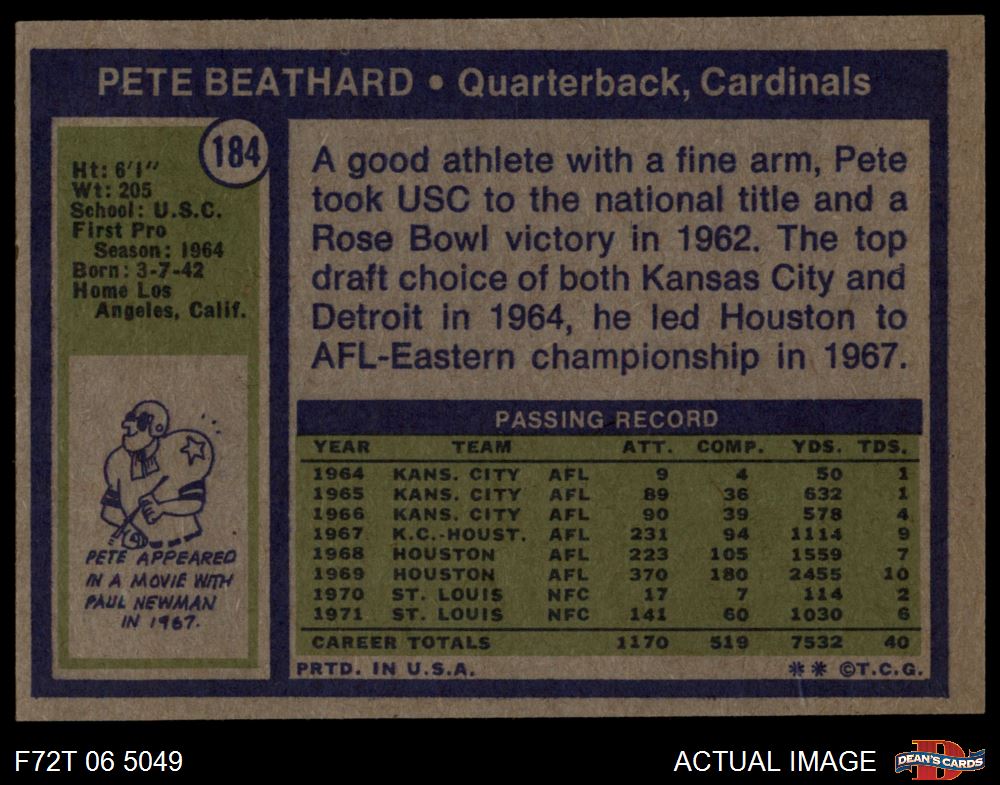 PETE BEATHARD • Quarterback, Cardinals
184
Ht: 6'1"
Wt: 205
School: U.S.C.
First Pro
Season: 1964
Born: 3-7-42
Home Los
Angeles, Calif.
PETE APPEARED
IN A MOVIE WITH
PAUL NEWMAN
IN 1967.
A good athlete with a fine arm, Pete
took USC to the national title and a
Rose Bowl victory in 1962. The top
draft choice of both Kansas City and
Detroit in 1964, he led Houston to
AFL-Eastern championship in 1967.
PASSING RECORD
YEAR TEAM ATT. COMP. YDS. TDS.
1964 KANS. CITY AFL 9 4 50 1
1965 KANS. CITY AFL 89 36 632 1
1966 KANS. CITY AFL 90 39 578 4
1967 K.C.-HOUST. AFL 231 94 1114 9
1968 HOUSTON AFL 223 105 1559 7
1969 HOUSTON AFL 370 180 2455 10
1970 ST. LOUIS NFC 17 7 114 2
1971 ST. LOUIS NFC 141 60 1030 6
CAREER TOTALS 1170 519 7532 40
PRTD. IN U.S.A. ** ©T.C.G.
F72T 06 5049
ACTUAL IMAGE
D
DEAN'S CARDS